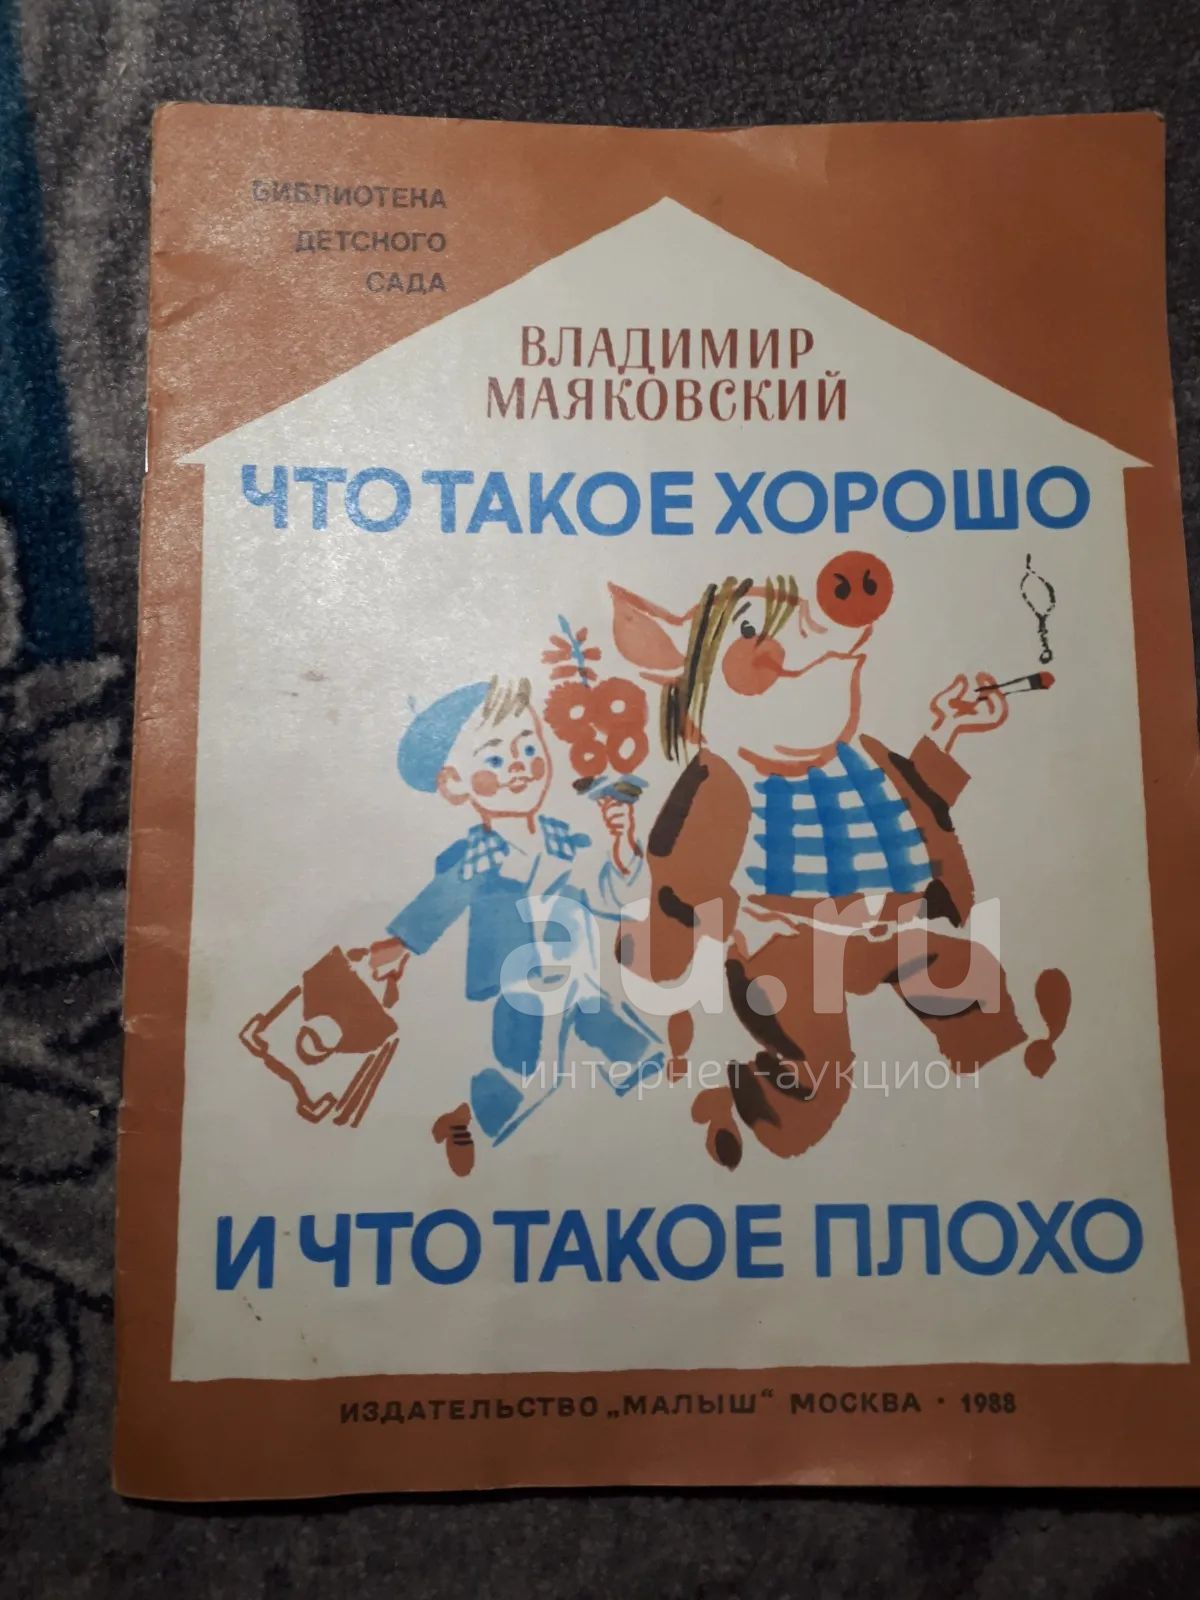 БИБЛИОТЕКА
ДЕТСКОГО
САДА
ВЛАДИМИР
МАЯКОВСКИЙ
ЧТО ТАКОЕ ХОРОШО
au.ru
интернет-аукцион
И ЧТО ТАКОЕ ПЛОХО
ИЗДАТЕЛЬСТВО „МАЛЫШ“ МОСКВА · 1988